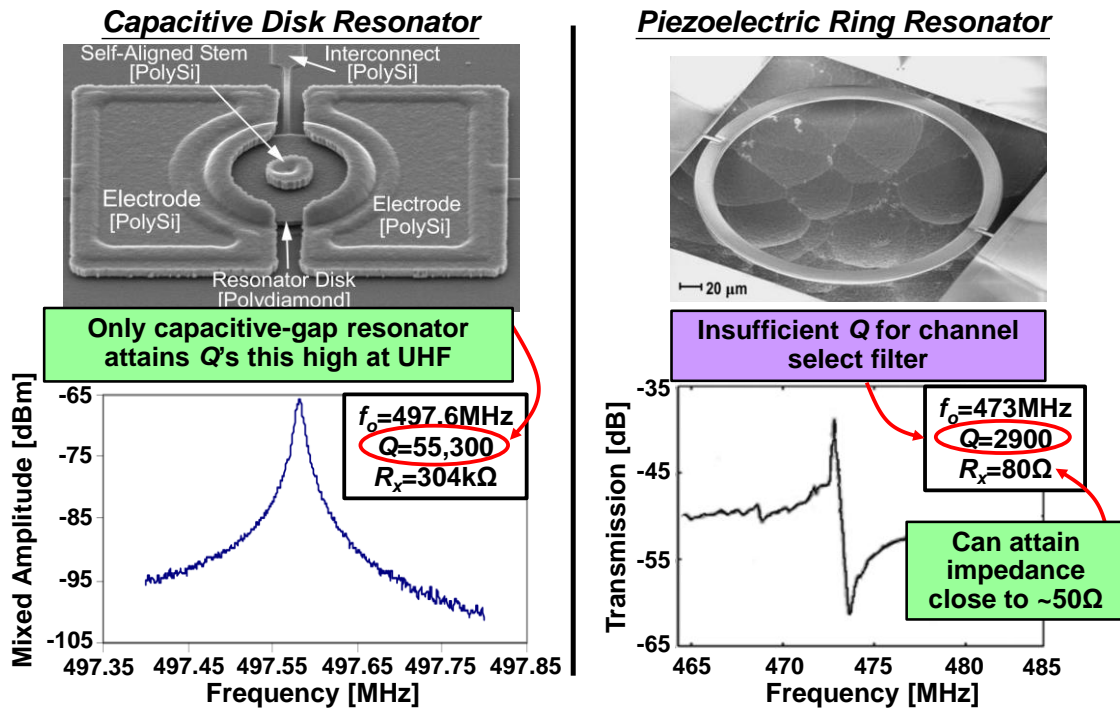 Capacitive Disk Resonator
Self-Aligned Stem
[PolySi]
Interconnect
[PolySi]
Electrode
[PolySi]
Electrode
[PolySi]
Resonator Disk
[Polydiamond]
Only capacitive-gap resonator
attains Q's this high at UHF
Mixed Amplitude [dBm]
-65
-75
-85
-95
-105
fo=497.6MHz
Q=55,300
Rx=304kΩ
497.35
497.45
497.55
497.65
497.75
497.85
Frequency [MHz]
Piezoelectric Ring Resonator
20 µm
Insufficient Q for channel
select filter
Transmission [dB]
-35
-45
-55
-65
fo=473MHz
Q=2900
Rx=80Ω
Can attain
impedance
close to ~50Ω
465
470
475
480
485
Frequency [MHz]